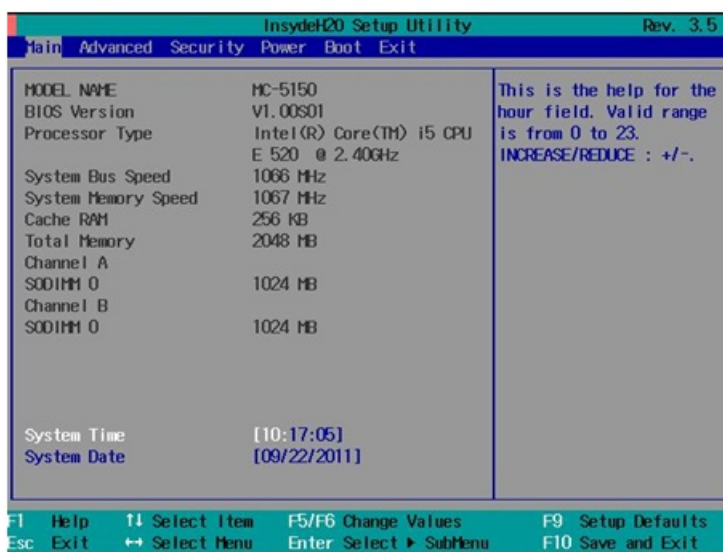 InsydeH20 Setup Utility Rev. 3.5
Main Advanced Security Power Boot Exit
MODEL NAME MC-5150
BIOS Version V1.00S01
Processor Type Intel(R) Core(TM) i5 CPU
E 520 @ 2.40GHz
System Bus Speed 1066 MHz
System Memory Speed 1067 MHz
Cache RAM 256 KB
Total Memory 2048 MB
Channel A
SODIMM 0 1024 MB
Channel B
SODIMM 0 1024 MB
System Time [10:17:05]
System Date [09/22/2011]
This is the help for the
hour field. Valid range
is from 0 to 23.
INCREASE/REDUCE : +/-.
F1 Help ↑↓ Select Item F5/F6 Change Values F9 Setup Defaults
Esc Exit ↔ Select Menu Enter Select ▶ SubMenu F10 Save and Exit